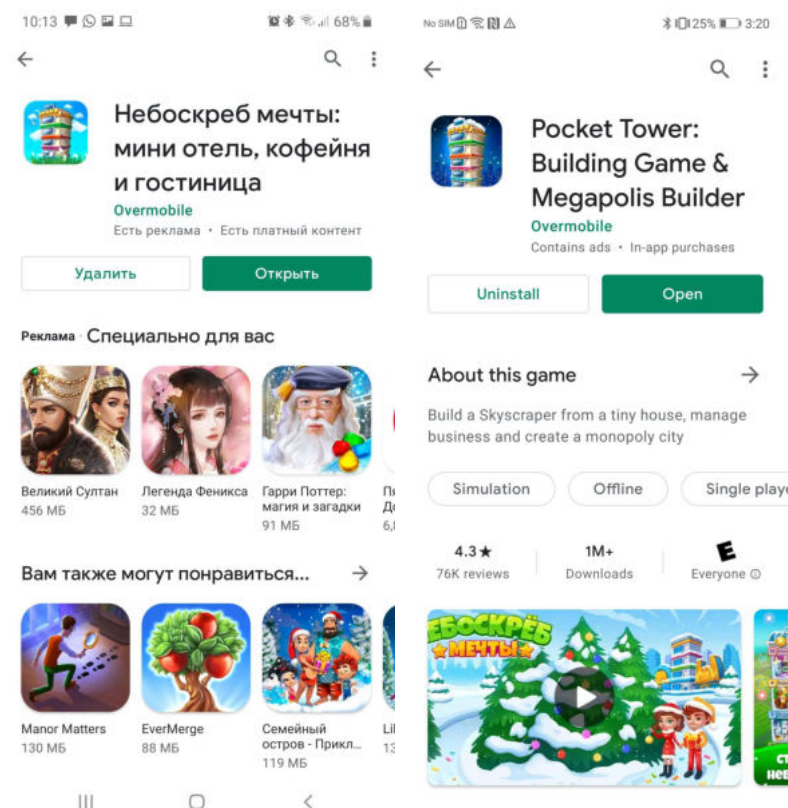 10:13
68%
Небоскреб мечты:
мини отель, кофейня
и гостиница
Overmobile
Есть реклама • Есть платный контент
Удалить
Открыть
Реклама · Специально для вас
Великий Султан
456 МБ
Легенда Феникса
32 МБ
Гарри Поттер:
магия и загадки
91 МБ
Вам также могут понравиться...
Manor Matters
130 МБ
EverMerge
88 МБ
Семейный
остров - Прикл...
119 МБ
No SIM
25%
3:20
Pocket Tower:
Building Game &
Megapolis Builder
Overmobile
Contains ads • In-app purchases
Uninstall
Open
About this game
Build a Skyscraper from a tiny house, manage
business and create a monopoly city
Simulation
Offline
Single playe
4.3★
76K reviews
1M+
Downloads
E
Everyone
ЕБОСКРЁБ
МЕЧТЫ